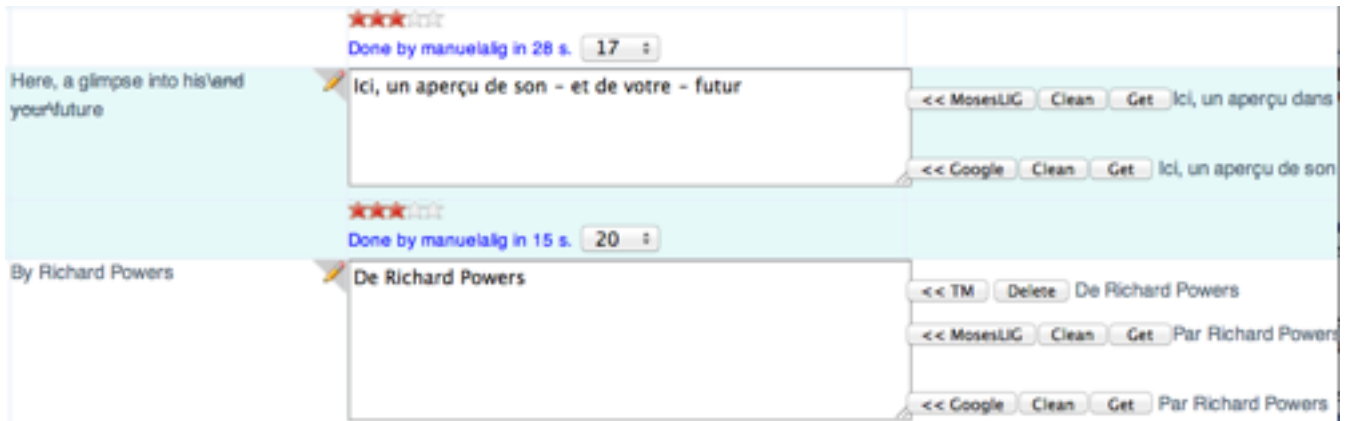 Done by manuelalig in 28 s. 17
Here, a glimpse into his\and
your\future
Ici, un aperçu de son – et de votre – futur
<< MosesLIG Clean Get Ici, un aperçu dans
<< Google Clean Get Ici, un aperçu de son
Done by manuelalig in 15 s. 20
By Richard Powers
De Richard Powers
<< TM Delete De Richard Powers
<< MosesLIG Clean Get Par Richard Powers
<< Google Clean Get Par Richard Powers